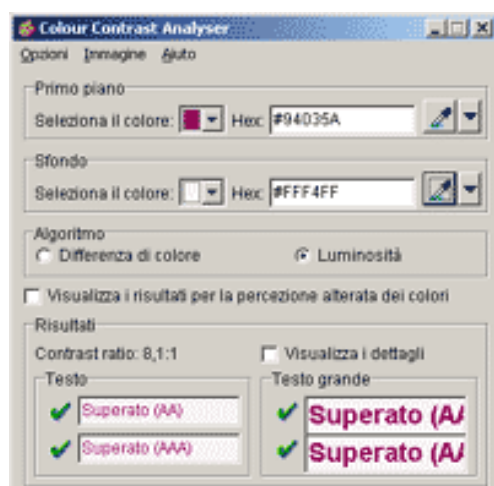 Colour Contrast Analyser
Opzioni Immagine Aiuto
Primo piano
Seleziona il colore: Hex: #94035A
Sfondo
Seleziona il colore: Hex: #FFF4FF
Algoritmo
Differenza di colore Luminosità
Visualizza i risultati per la percezione alterata dei colori
Risultati
Contrast ratio: 8,1:1 Visualizza i dettagli
Testo Testo grande
Superato (AA) Superato (AA
Superato (AAA) Superato (AA